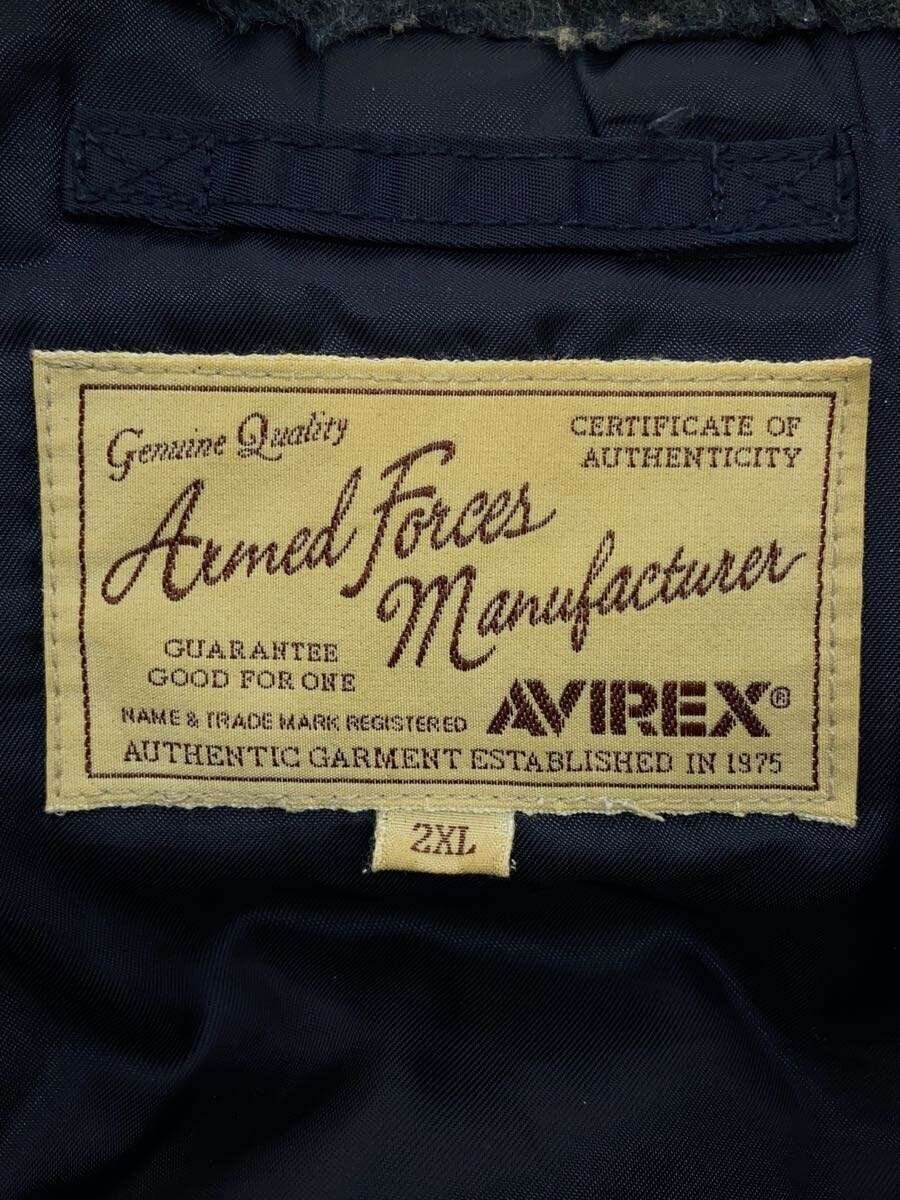 Genuine Quality
CERTIFICATE OF
AUTHENTICITY
Armed Forces
Manufacturer
GUARANTEE
GOOD FOR ONE
NAME & TRADE MARK REGISTERED
AVIREX®
AUTHENTIC GARMENT ESTABLISHED IN 1975
2XL